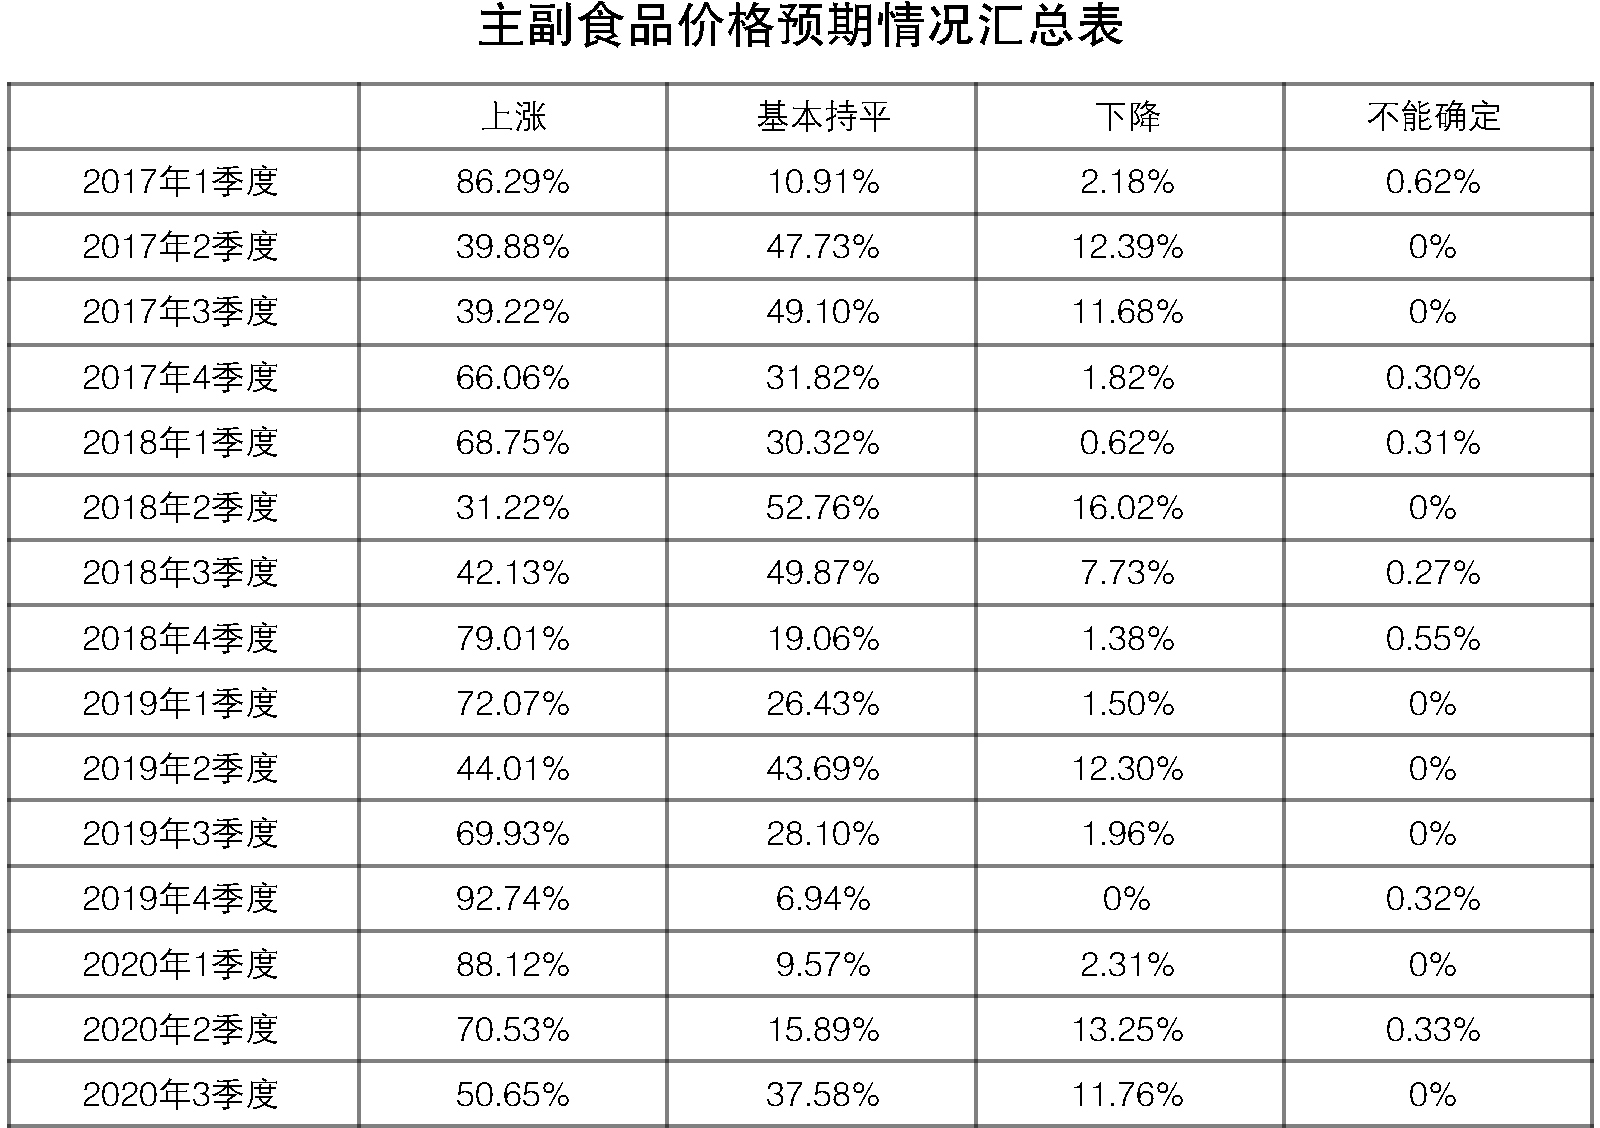 主副食品价格预期情况汇总表
上涨 基本持平 下降 不能确定
2017年1季度 86.29% 10.91% 2.18% 0.62%
2017年2季度 39.88% 47.73% 12.39% 0%
2017年3季度 39.22% 49.10% 11.68% 0%
2017年4季度 66.06% 31.82% 1.82% 0.30%
2018年1季度 68.75% 30.32% 0.62% 0.31%
2018年2季度 31.22% 52.76% 16.02% 0%
2018年3季度 42.13% 49.87% 7.73% 0.27%
2018年4季度 79.01% 19.06% 1.38% 0.55%
2019年1季度 72.07% 26.43% 1.50% 0%
2019年2季度 44.01% 43.69% 12.30% 0%
2019年3季度 69.93% 28.10% 1.96% 0%
2019年4季度 92.74% 6.94% 0% 0.32%
2020年1季度 88.12% 9.57% 2.31% 0%
2020年2季度 70.53% 15.89% 13.25% 0.33%
2020年3季度 50.65% 37.58% 11.76% 0%